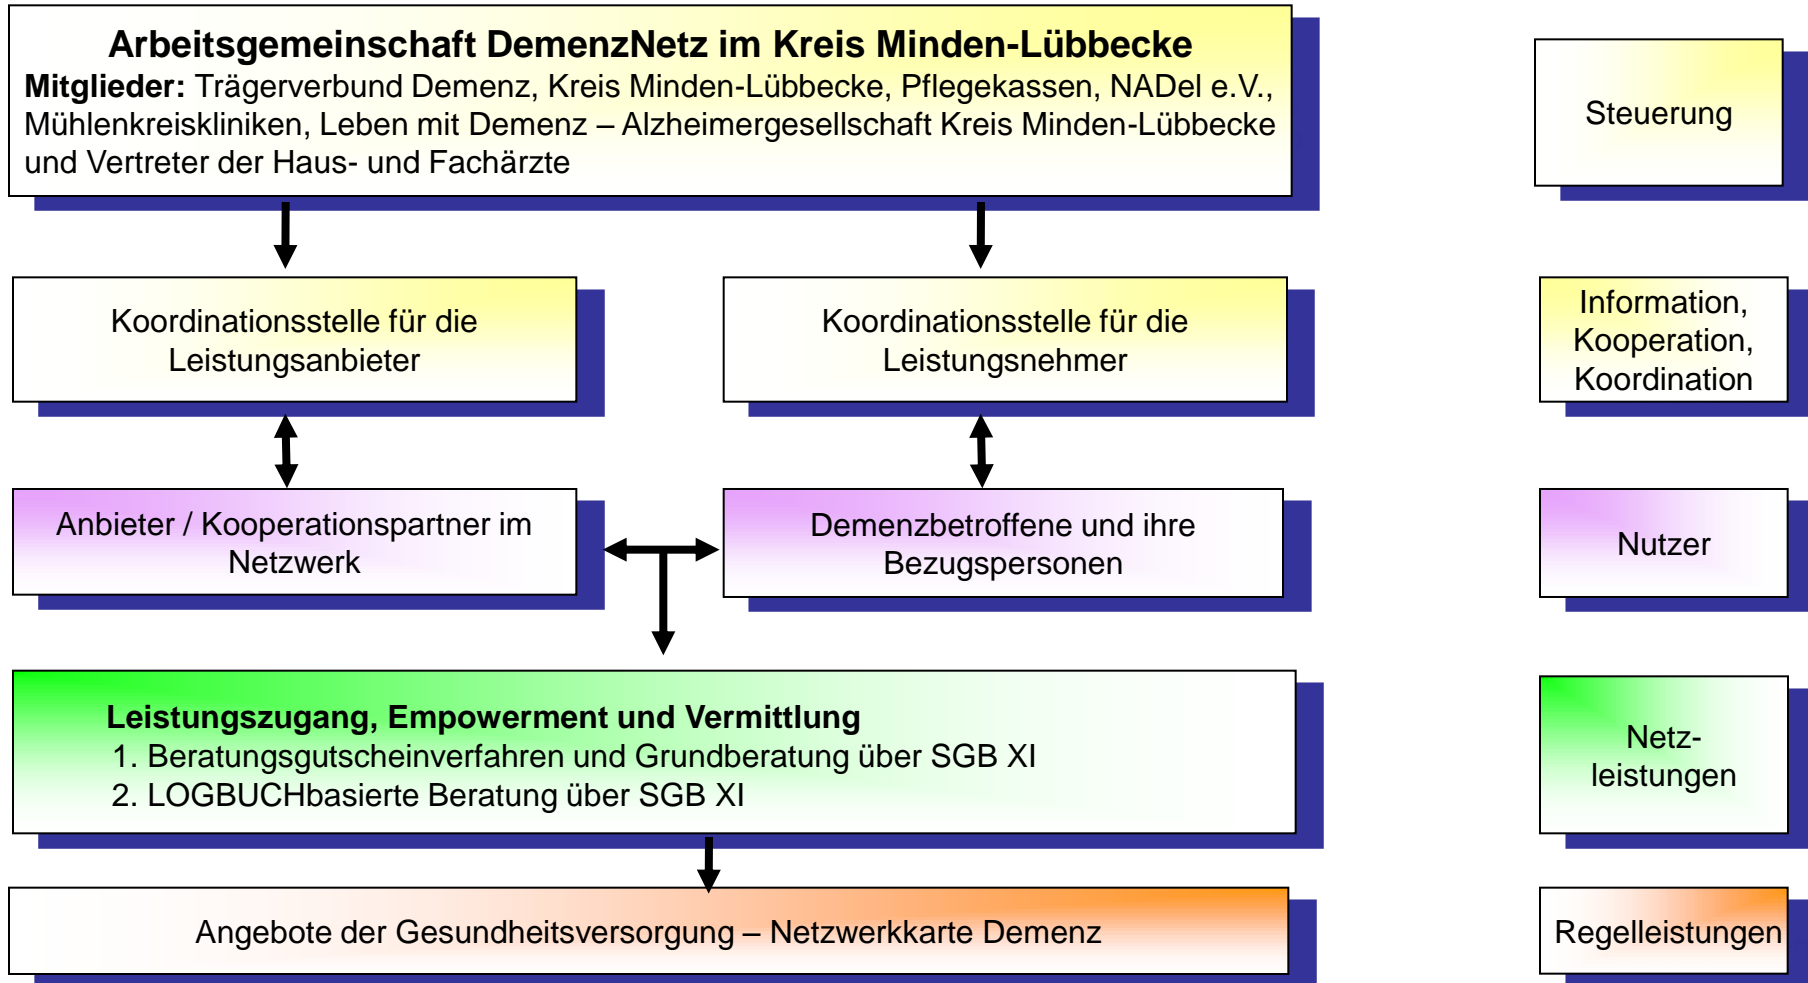 Arbeitsgemeinschaft DemenzNetz im Kreis Minden-Lübbecke
Mitglieder: Trägerverbund Demenz, Kreis Minden-Lübbecke, Pflegekassen, NADel e.V.,
Mühlenkreiskliniken, Leben mit Demenz – Alzheimergesellschaft Kreis Minden-Lübbecke
und Vertreter der Haus- und Fachärzte
Steuerung
Koordinationsstelle für die
Leistungsanbieter
Koordinationsstelle für die
Leistungsnehmer
Information,
Kooperation,
Koordination
Anbieter / Kooperationspartner im
Netzwerk
Demenzbetroffene und ihre
Bezugspersonen
Nutzer
Leistungszugang, Empowerment und Vermittlung
1. Beratungsgutscheinverfahren und Grundberatung über SGB XI
2. LOGBUCHbasierte Beratung über SGB XI
Netz-
leistungen
Angebote der Gesundheitsversorgung – Netzwerkkarte Demenz
Regelleistungen